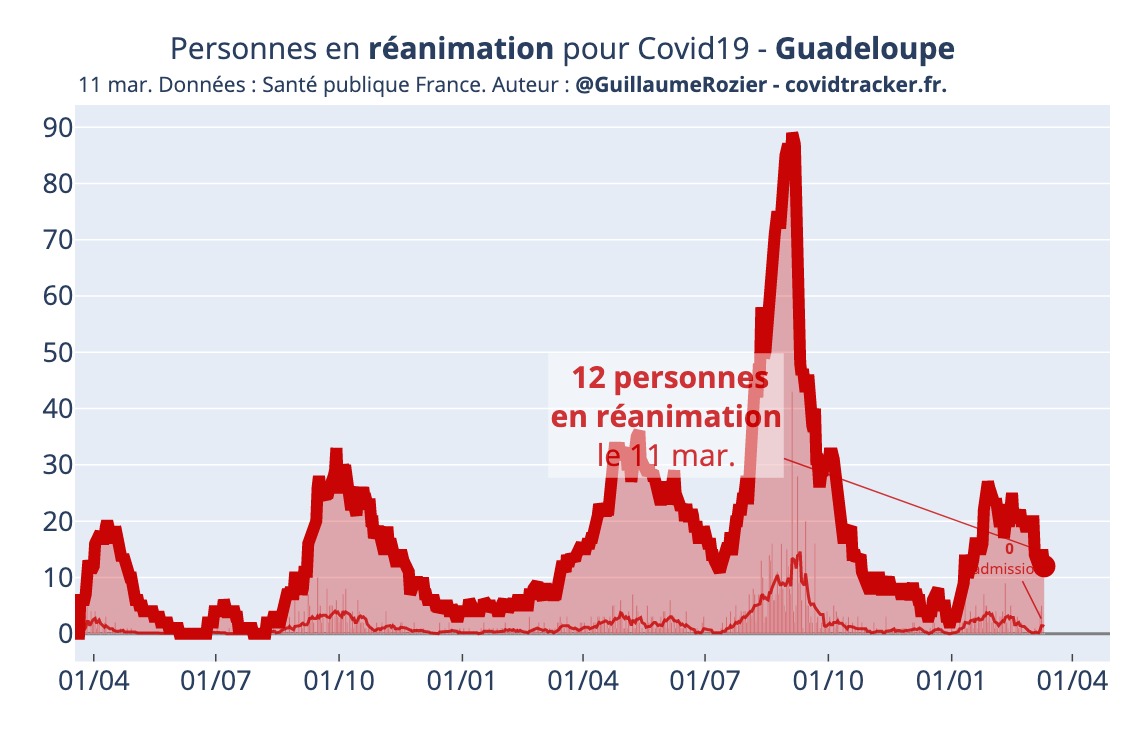 Personnes en réanimation pour Covid19 - Guadeloupe
11 mar. Données : Santé publique France. Auteur : @GuillaumeRozier - covidtracker.fr.
90
80
70
60
50
40
30
20
10
0
12 personnes
en réanimation
le 11 mar.
0
admissio
01/04 01/07 01/10 01/01 01/04 01/07 01/10 01/01 01/04